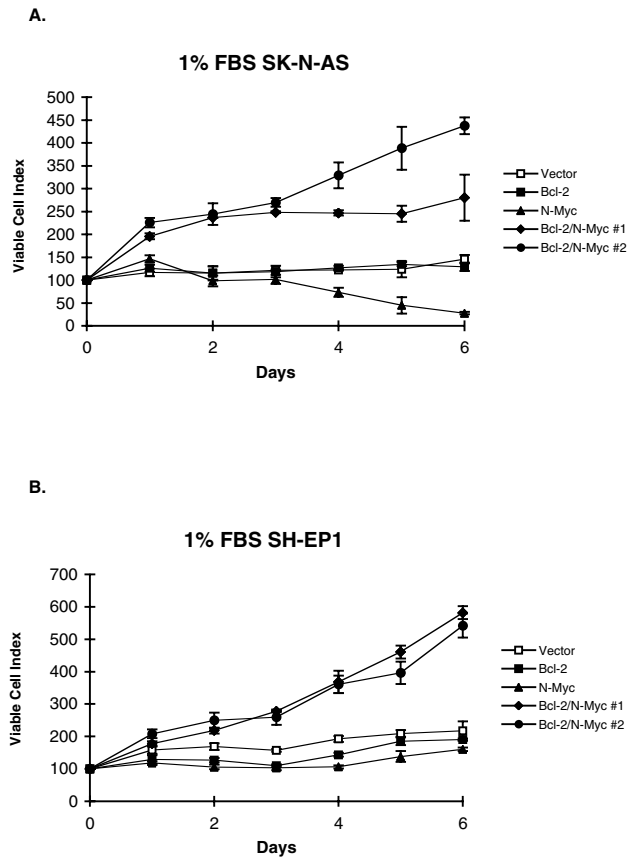 A.
1% FBS SK-N-AS
500
450
400
350
300
250
200
150
100
50
0
Viable Cell Index
0
2
4
6
Days
Vector
Bcl-2
N-Myc
Bcl-2/N-Myc #1
Bcl-2/N-Myc #2
B.
1% FBS SH-EP1
700
600
500
400
300
200
100
0
Viable Cell Index
0
2
4
6
Days
Vector
Bcl-2
N-Myc
Bcl-2/N-Myc #1
Bcl-2/N-Myc #2